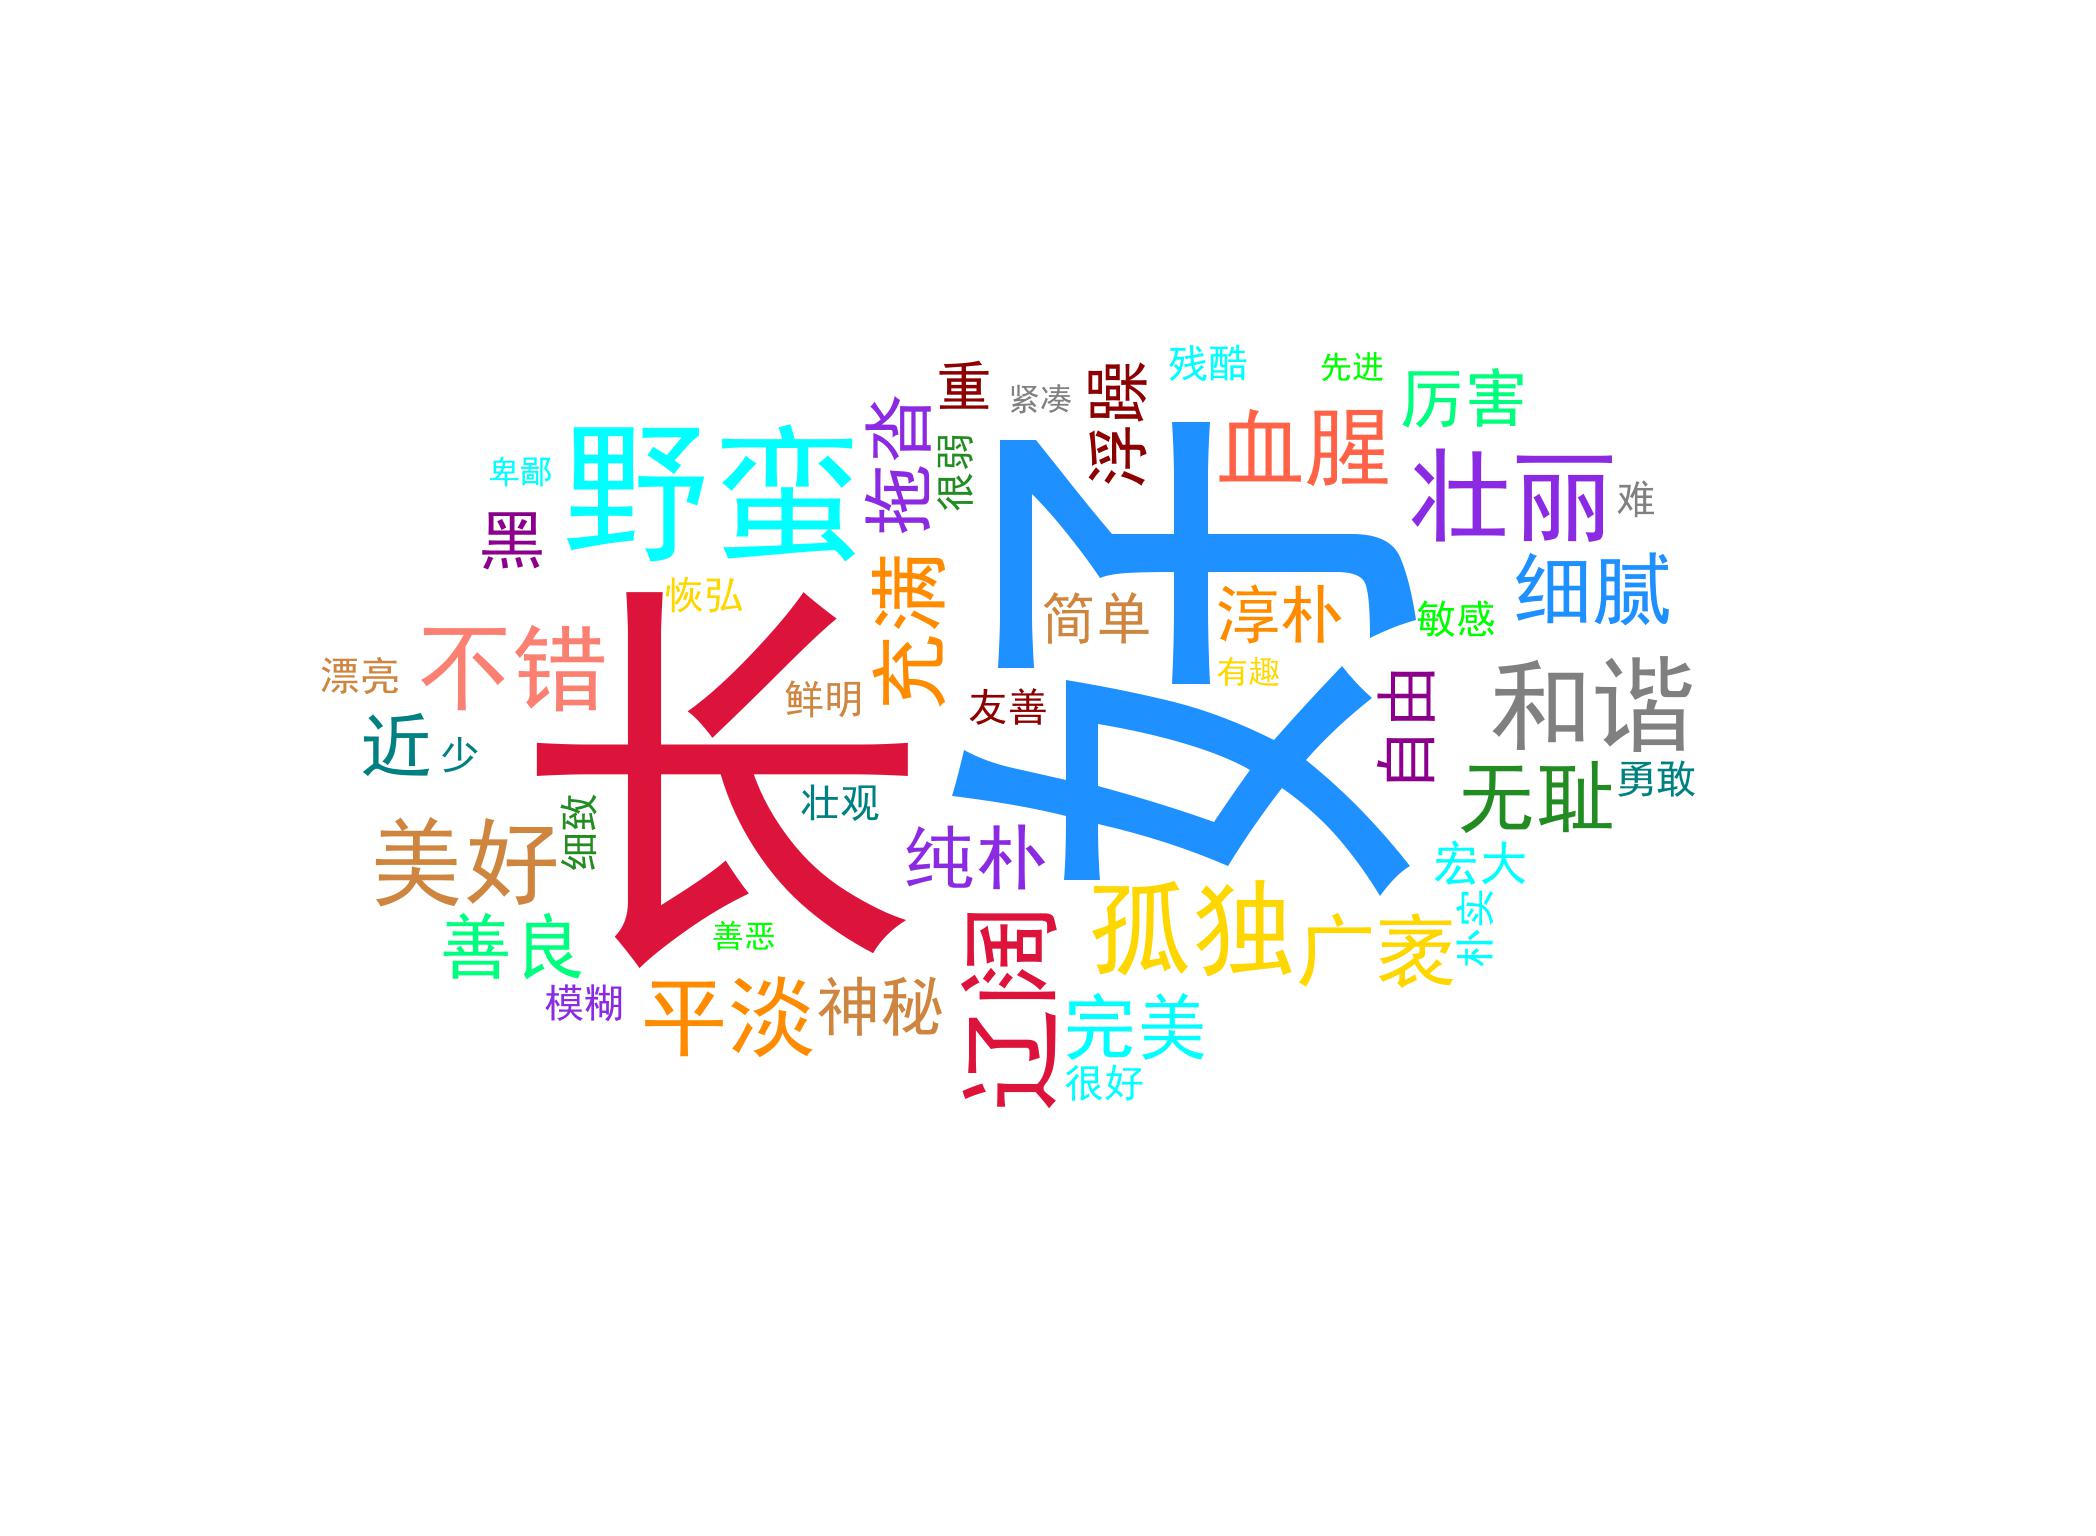 残酷
先进
重
紧凑
浮躁
厉害
拖沓
血腥
野蛮
很弱
壮丽
卑鄙
难
黑
好
细腻
恢弘
充满
简单
淳朴
敏感
长
不错
漂亮
鲜明
有趣
友善
自由
和谐
近
少
壮观
无耻
勇敢
细致
美好
纯朴
宏大
善良
善恶
孤独
广袤
朴实
模糊
平淡
神秘
辽阔
完美
很好